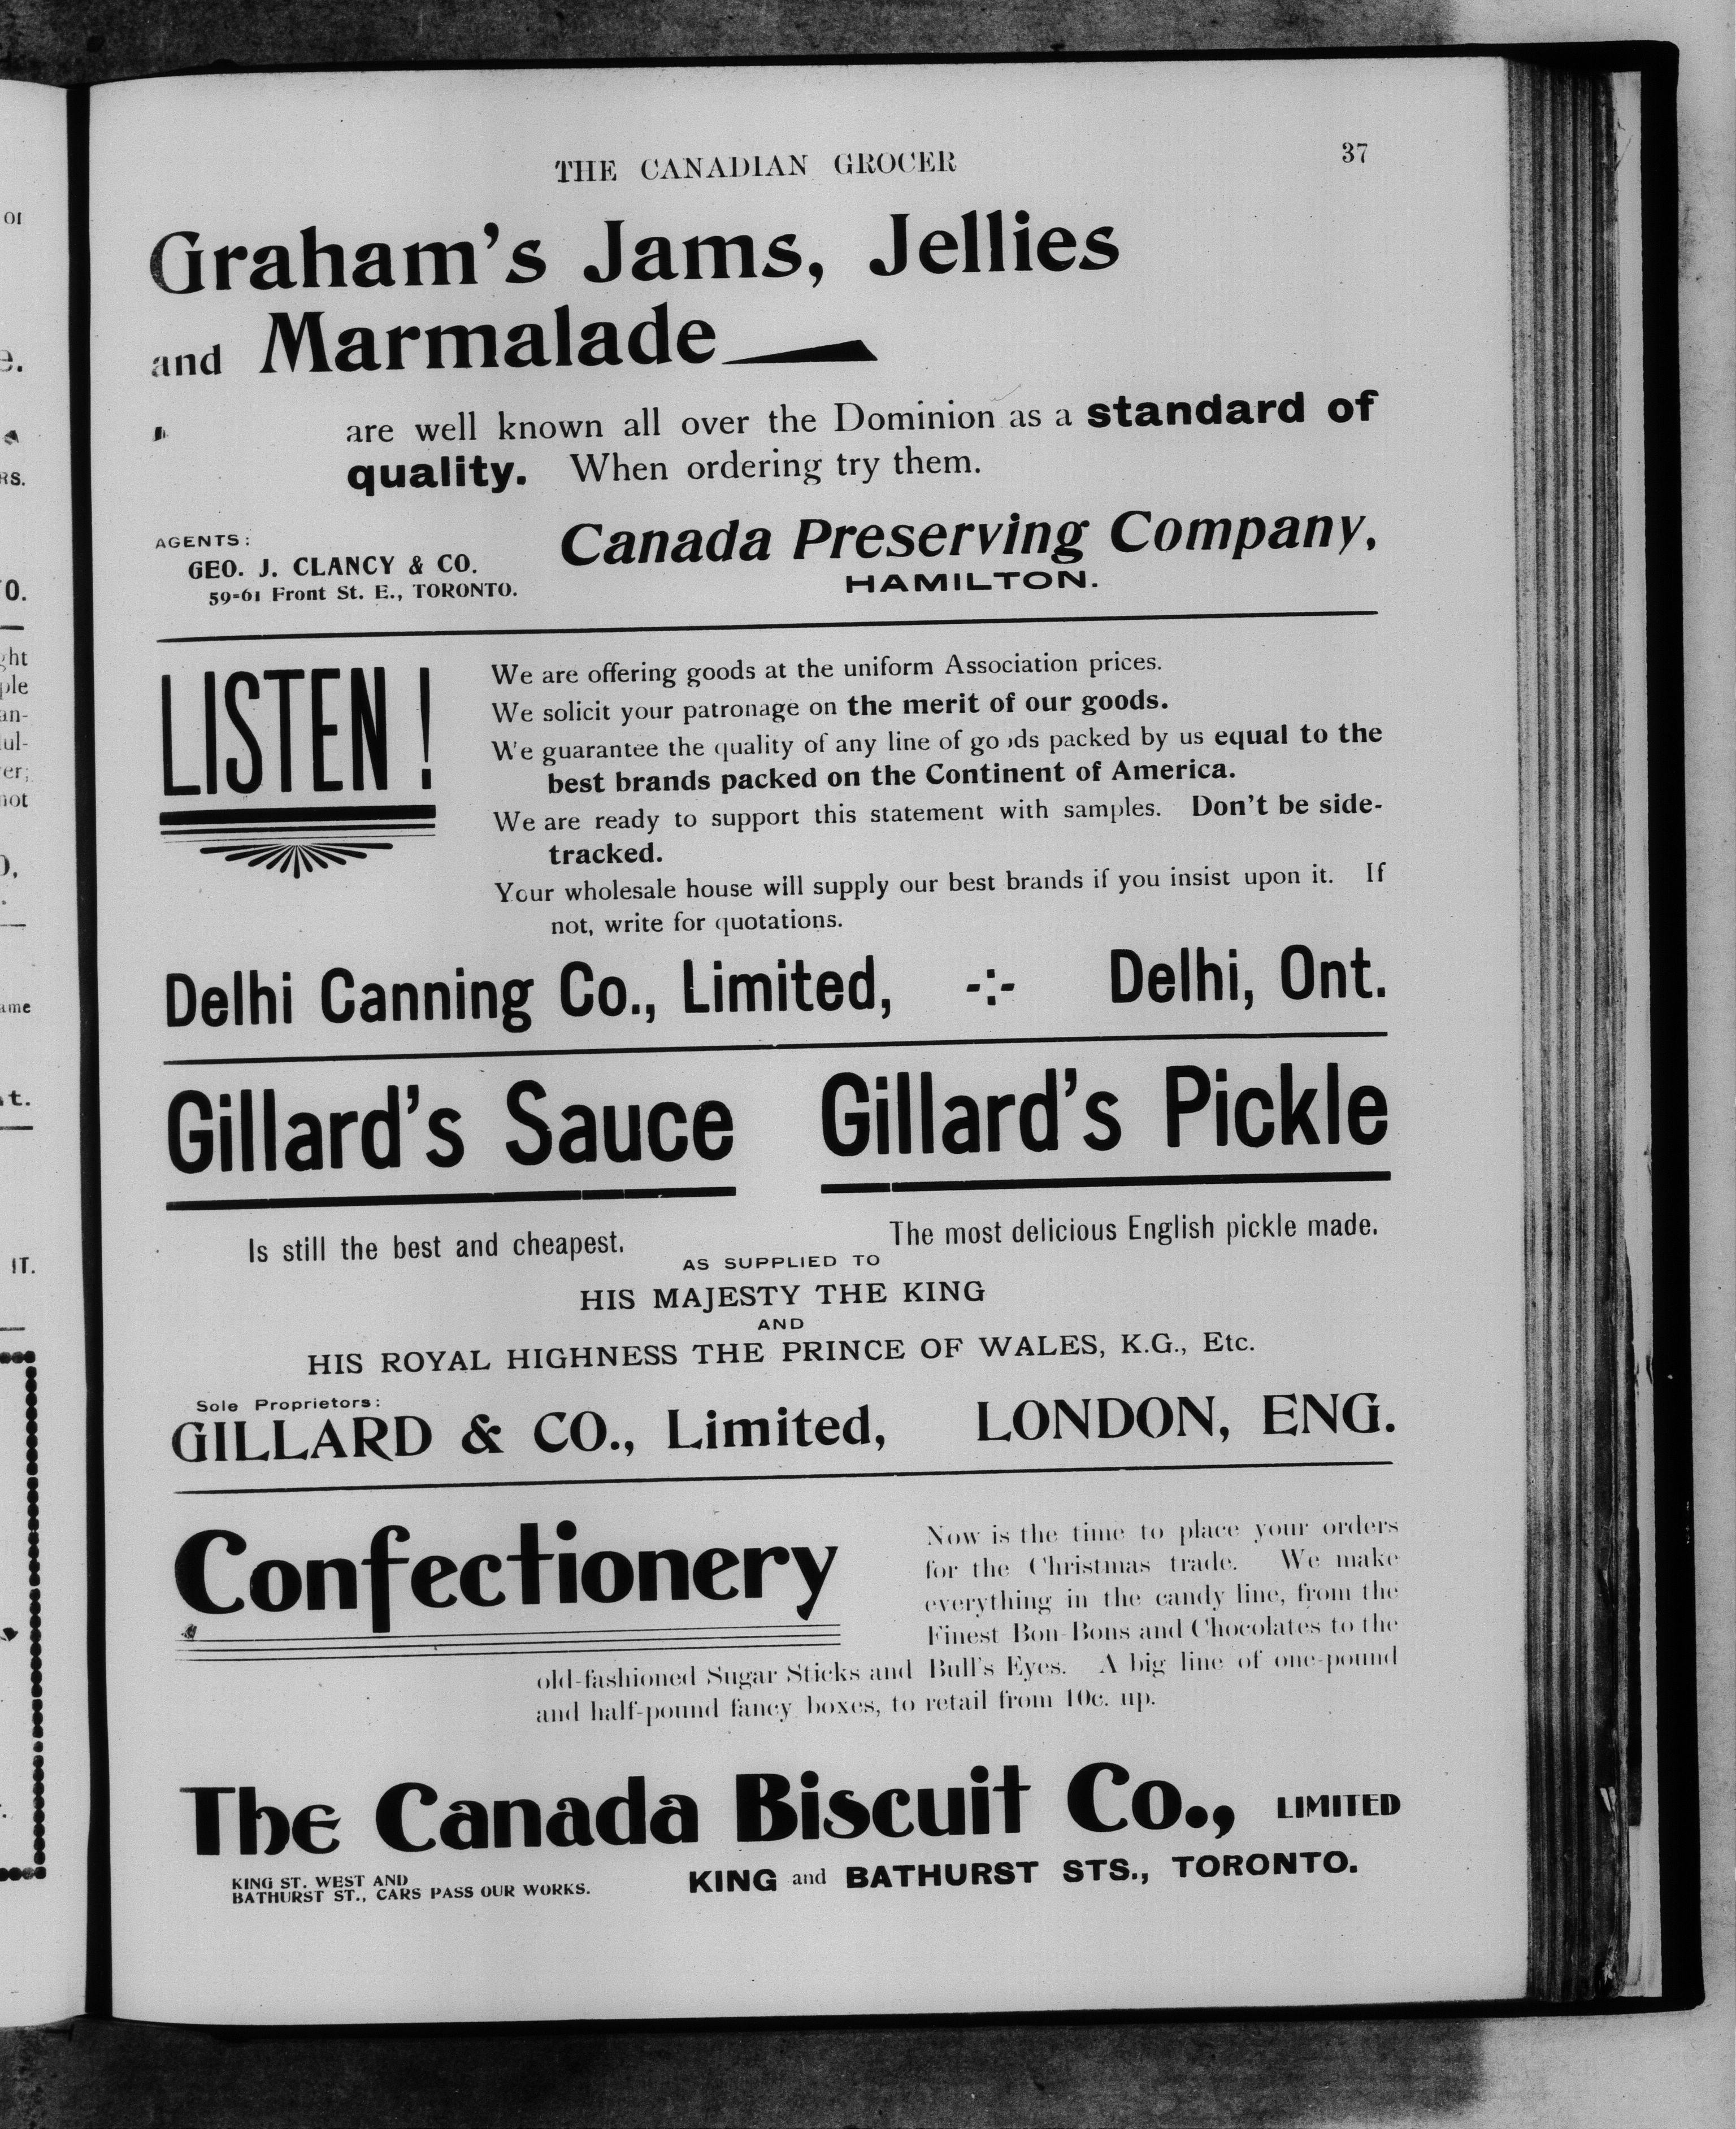 THE CANADIAN GROCER
37
Graham's Jams, Jellies
and Marmalade
are well known all over the Dominion as a standard of
quality. When ordering try them.
AGENTS:
GEO. J. CLANCY & CO.
59-61 Front St. E., TORONTO.
Canada Preserving Company,
HAMILTON.
LISTEN!
We are offering goods at the uniform Association prices.
We solicit your patronage on the merit of our goods.
We guarantee the quality of any line of goods packed by us equal to the
best brands packed on the Continent of America.
We are ready to support this statement with samples. Don't be side-
tracked.
Your wholesale house will supply our best brands if you insist upon it. If
not, write for quotations.
Delhi Canning Co., Limited, -:- Delhi, Ont.
Gillard's Sauce
Gillard's Pickle
Is still the best and cheapest.
The most delicious English pickle made.
AS SUPPLIED TO
HIS MAJESTY THE KING
AND
HIS ROYAL HIGHNESS THE PRINCE OF WALES, K.G., Etc.
Sole Proprietors:
GILLARD & CO., Limited, LONDON, ENG.
Confectionery
Now is the time to place your orders
for the Christmas trade. We make
everything in the candy line, from the
Finest Bon-Bons and Chocolates to the
old-fashioned Sugar Sticks and Bull's Eyes. A big line of one-pound
and half-pound fancy boxes, to retail from 10c. up.
The Canada Biscuit Co., LIMITED
KING ST. WEST AND
BATHURST ST., CARS PASS OUR WORKS.
KING and BATHURST STS., TORONTO.